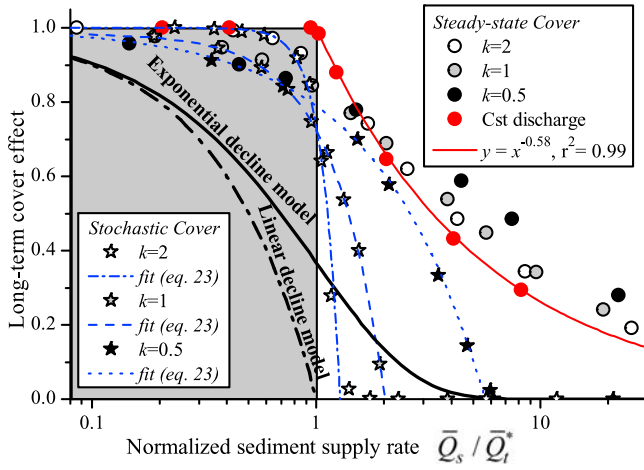 Long-term cover effect
1.0
0.8
0.6
0.4
0.2
0.0
Steady-state Cover
k=2
k=1
k=0.5
Cst discharge
y = x^-0.58, r^2 = 0.99
Exponential decline model
Linear decline model
Stochastic Cover
k=2
fit (eq. 23)
k=1
fit (eq. 23)
k=0.5
fit (eq. 23)
0.1
1
10
Normalized sediment supply rate Q̅_s / Q̅_t^*